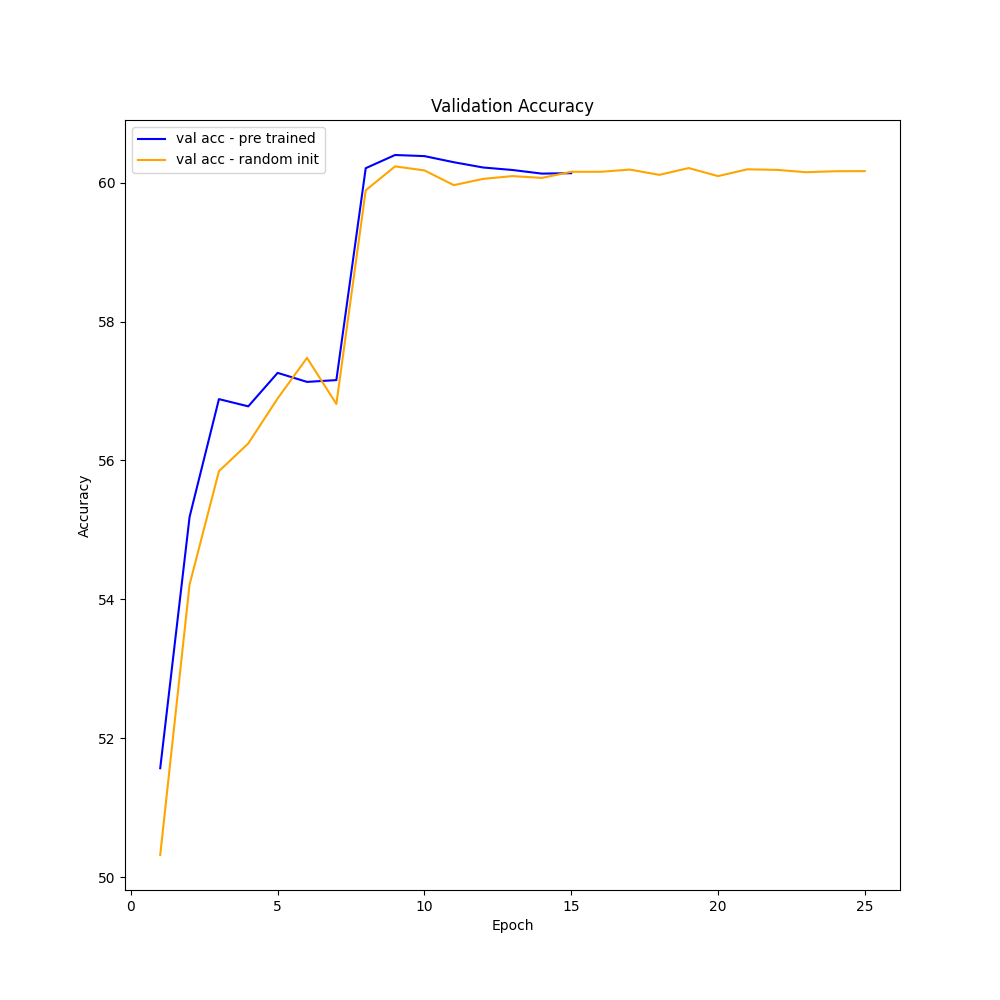 Validation Accuracy
val acc - pre trained
val acc - random init
60
58
56
54
52
50
Accuracy
0 5 10 15 20 25
Epoch